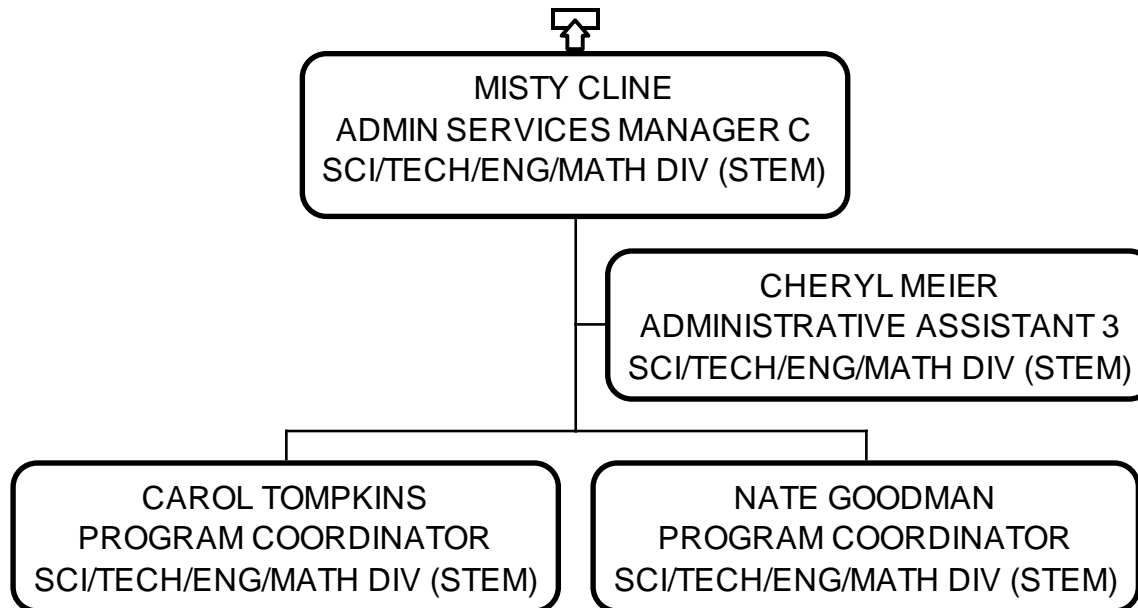 MISTY CLINE
ADMIN SERVICES MANAGER C
SCI/TECH/ENG/MATH DIV (STEM)
CHERYL MEIER
ADMINISTRATIVE ASSISTANT 3
SCI/TECH/ENG/MATH DIV (STEM)
CAROL TOMPKINS
PROGRAM COORDINATOR
SCI/TECH/ENG/MATH DIV (STEM)
NATE GOODMAN
PROGRAM COORDINATOR
SCI/TECH/ENG/MATH DIV (STEM)